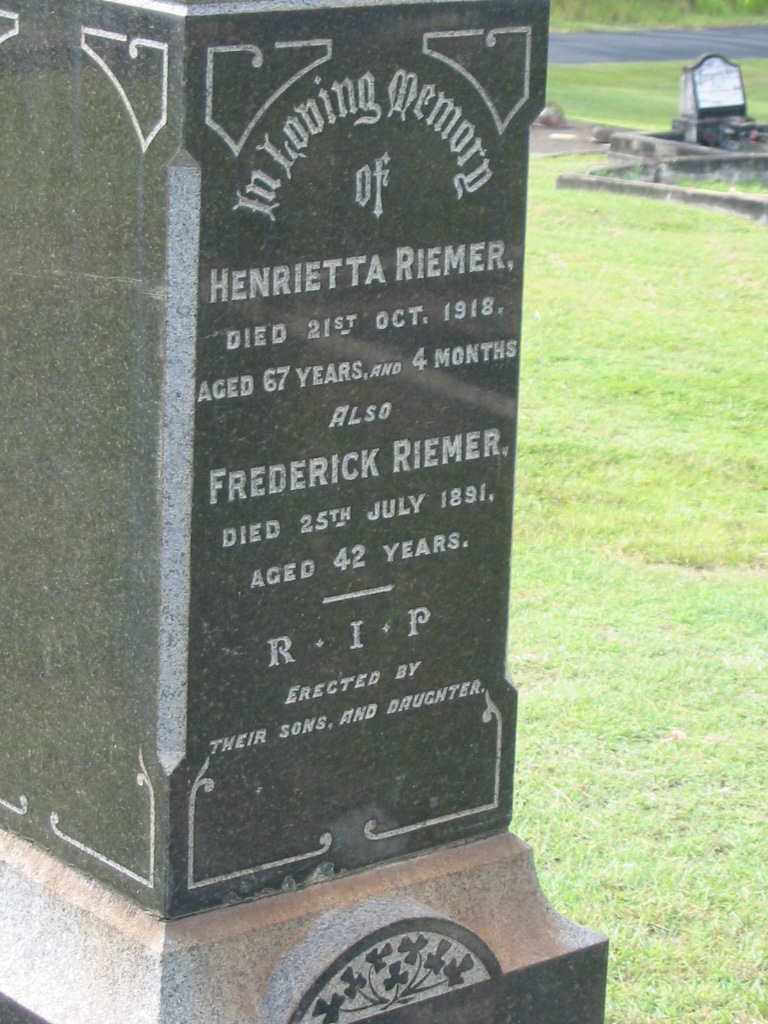 In Loving Memory
of
HENRIETTA RIEMER,
DIED 21ST OCT. 1918,
AGED 67 YEARS, AND 4 MONTHS
ALSO
FREDERICK RIEMER,
DIED 25TH JULY 1891,
AGED 42 YEARS.
R · I · P
ERECTED BY
THEIR SONS, AND DAUGHTER.